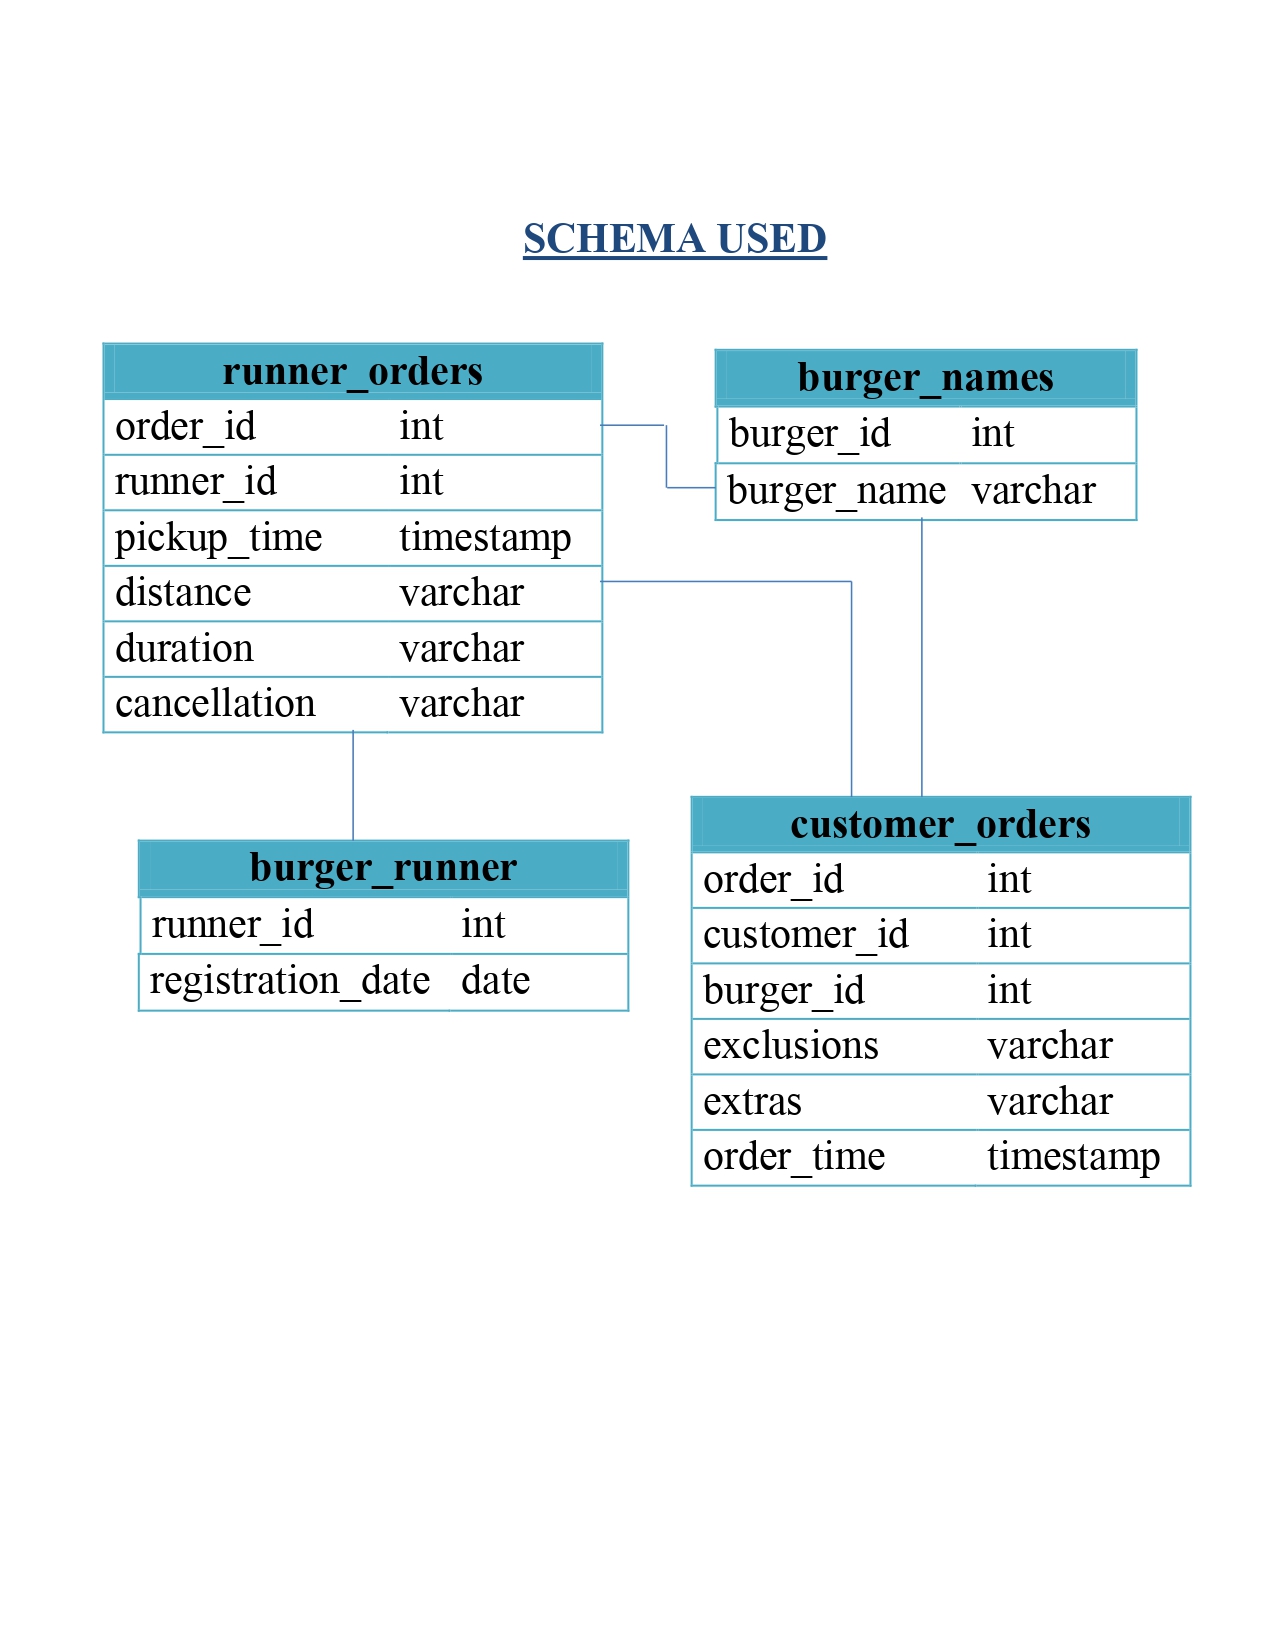 SCHEMA USED
runner_orders
order_id int
runner_id int
pickup_time timestamp
distance varchar
duration varchar
cancellation varchar
burger_names
burger_id int
burger_name varchar
burger_runner
runner_id int
registration_date date
customer_orders
order_id int
customer_id int
burger_id int
exclusions varchar
extras varchar
order_time timestamp